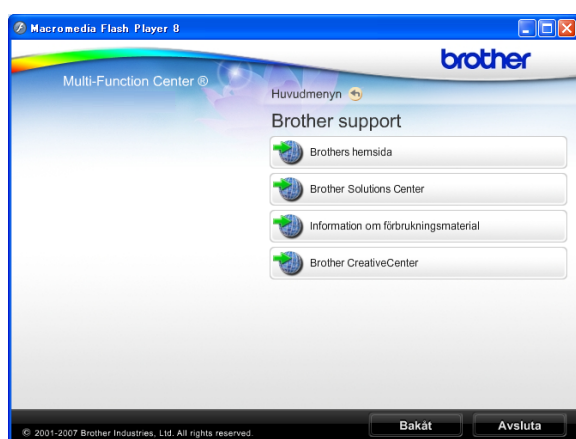 Macromedia Flash Player 8
brother
Multi-Function Center ®
Huvudmenyn
Brother support
Brothers hemsida
Brother Solutions Center
Information om förbrukningsmaterial
Brother CreativeCenter
© 2001-2007 Brother Industries, Ltd. All rights reserved.
Bakåt
Avsluta